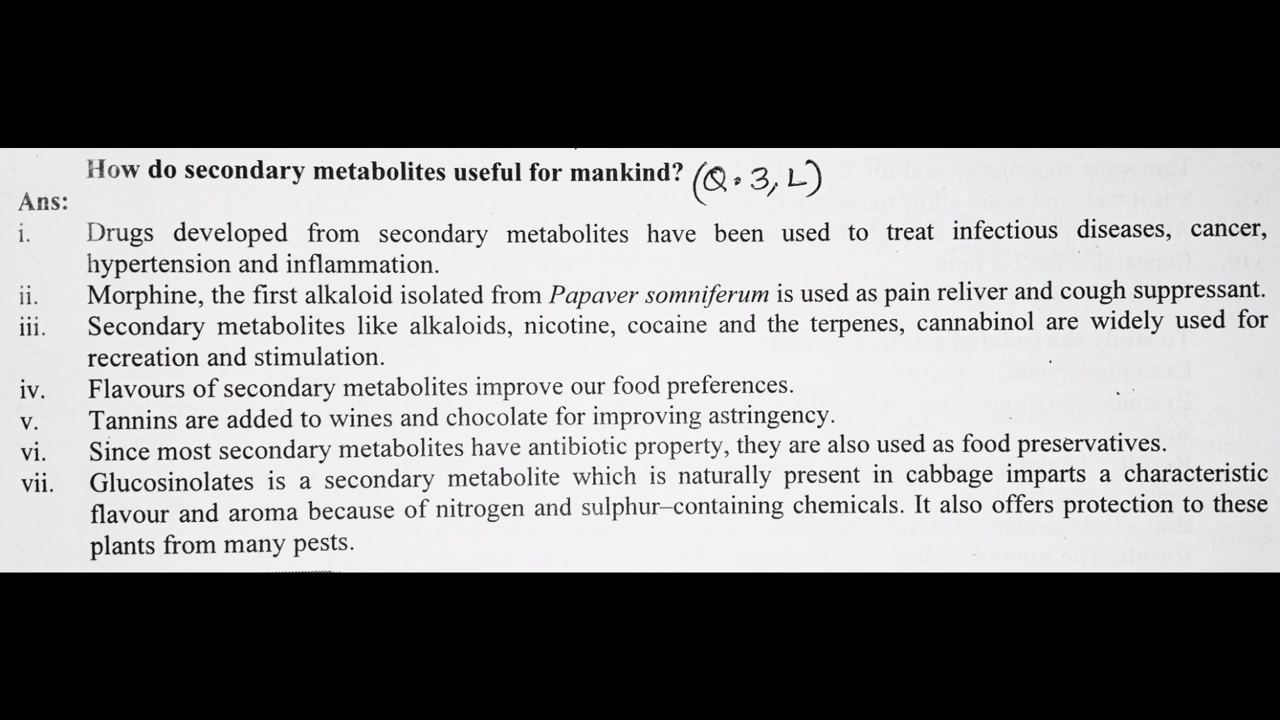 How do secondary metabolites useful for mankind? (Q. 3, L)
Ans:
i. Drugs developed from secondary metabolites have been used to treat infectious diseases, cancer,
hypertension and inflammation.
ii. Morphine, the first alkaloid isolated from Papaver somniferum is used as pain reliver and cough suppressant.
iii. Secondary metabolites like alkaloids, nicotine, cocaine and the terpenes, cannabinol are widely used for
recreation and stimulation.
iv. Flavours of secondary metabolites improve our food preferences.
v. Tannins are added to wines and chocolate for improving astringency.
vi. Since most secondary metabolites have antibiotic property, they are also used as food preservatives.
vii. Glucosinolates is a secondary metabolite which is naturally present in cabbage imparts a characteristic
flavour and aroma because of nitrogen and sulphur–containing chemicals. It also offers protection to these
plants from many pests.